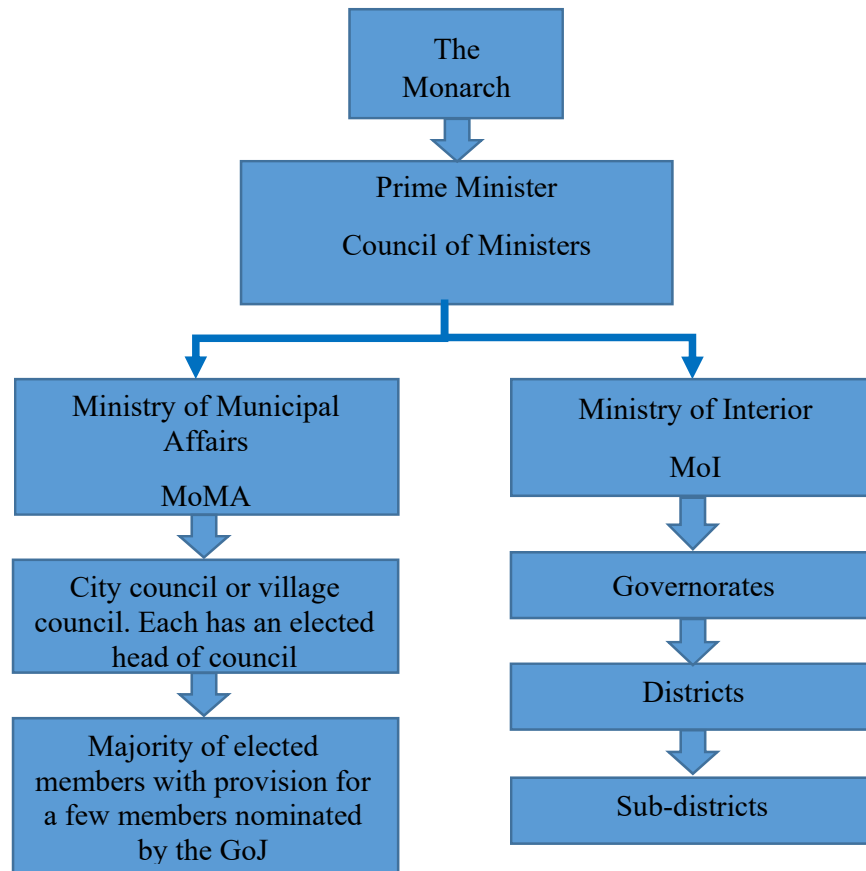 The
Monarch
Prime Minister
Council of Ministers
Ministry of Municipal
Affairs
MoMA
Ministry of Interior
MoI
City council or village
council. Each has an elected
head of council
Governorates
Districts
Majority of elected
members with provision for
a few members nominated
by the GoJ
Sub-districts